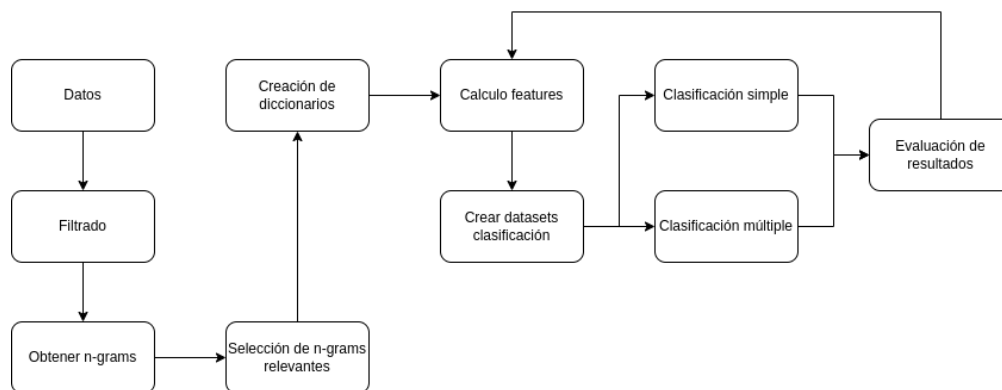 Datos
Filtrado
Obtener n-grams
Selección de n-grams
relevantes
Creación de
diccionarios
Calculo features
Crear datasets
clasificación
Clasificación simple
Clasificación múltiple
Evaluación de
resultados